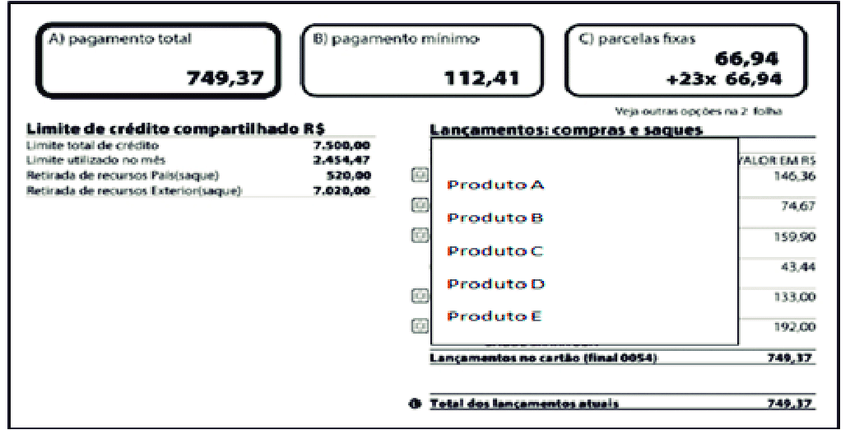 A) pagamento total
749,37
B) pagamento mínimo
112,41
C) parcelas fixas
66,94
+23x 66,94
Veja outras opções na 2 folha
Limite de crédito compartilhado R$
Limite total de crédito 7.500,00
Limite utilizado no mês 2.454,47
Retirada de recursos País(saque) 520,00
Retirada de recursos Exterior(saque) 7.020,00
Lançamentos: compras e saques
VALOR EM R$
146,36
Produto A
74,67
Produto B
159,90
Produto C
43,44
Produto D
133,00
Produto E
192,00
Lançamentos no cartão (final 0054) 749,37
Total dos lançamentos atuais 749,37